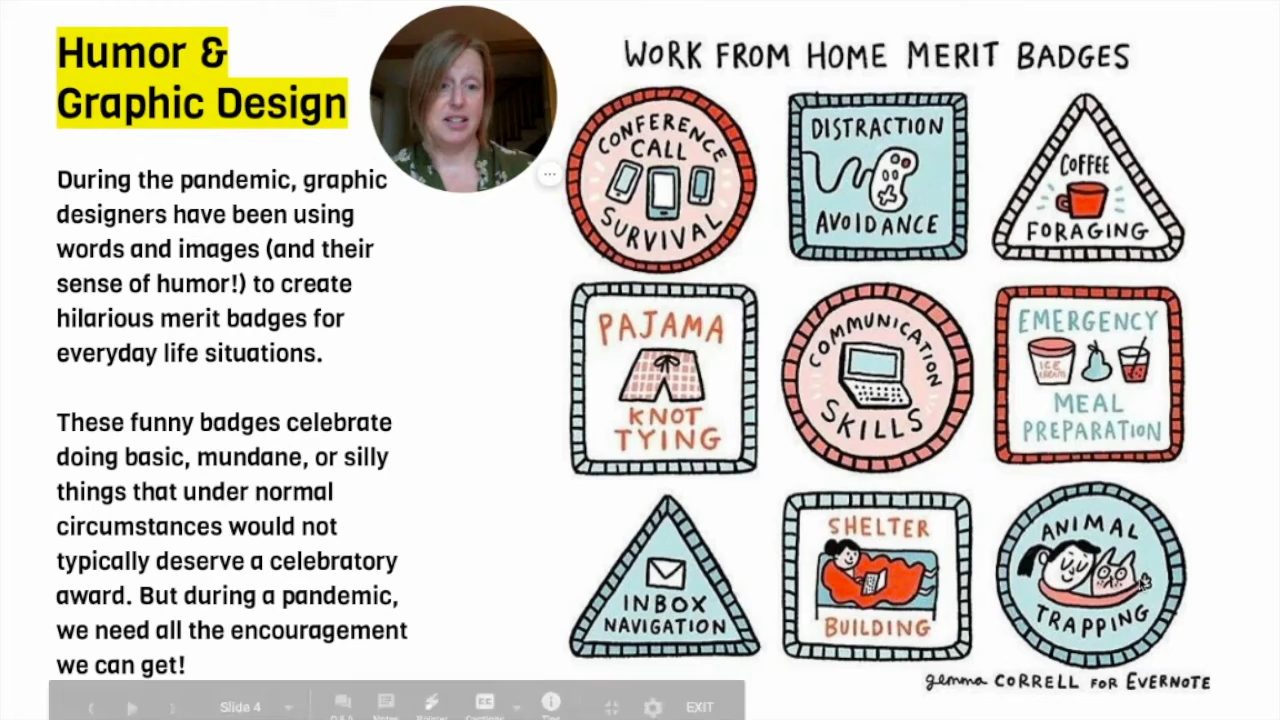 Humor &
Graphic Design
During the pandemic, graphic
designers have been using
words and images (and their
sense of humor!) to create
hilarious merit badges for
everyday life situations.
These funny badges celebrate
doing basic, mundane, or silly
things that under normal
circumstances would not
typically deserve a celebratory
award. But during a pandemic,
we need all the encouragement
we can get!
WORK FROM HOME MERIT BADGES
CONFERENCE
CALL
SURVIVAL
DISTRACTION
AVOIDANCE
COFFEE
FORAGING
PAJAMA
KNOT
TYING
COMMUNICATION
SKILLS
EMERGENCY
ICE
CREAM
MEAL
PREPARATION
INBOX
NAVIGATION
SHELTER
BUILDING
ANIMAL
TRAPPING
gemma CORRELL FOR EVERNOTE
Slide 4
EXIT